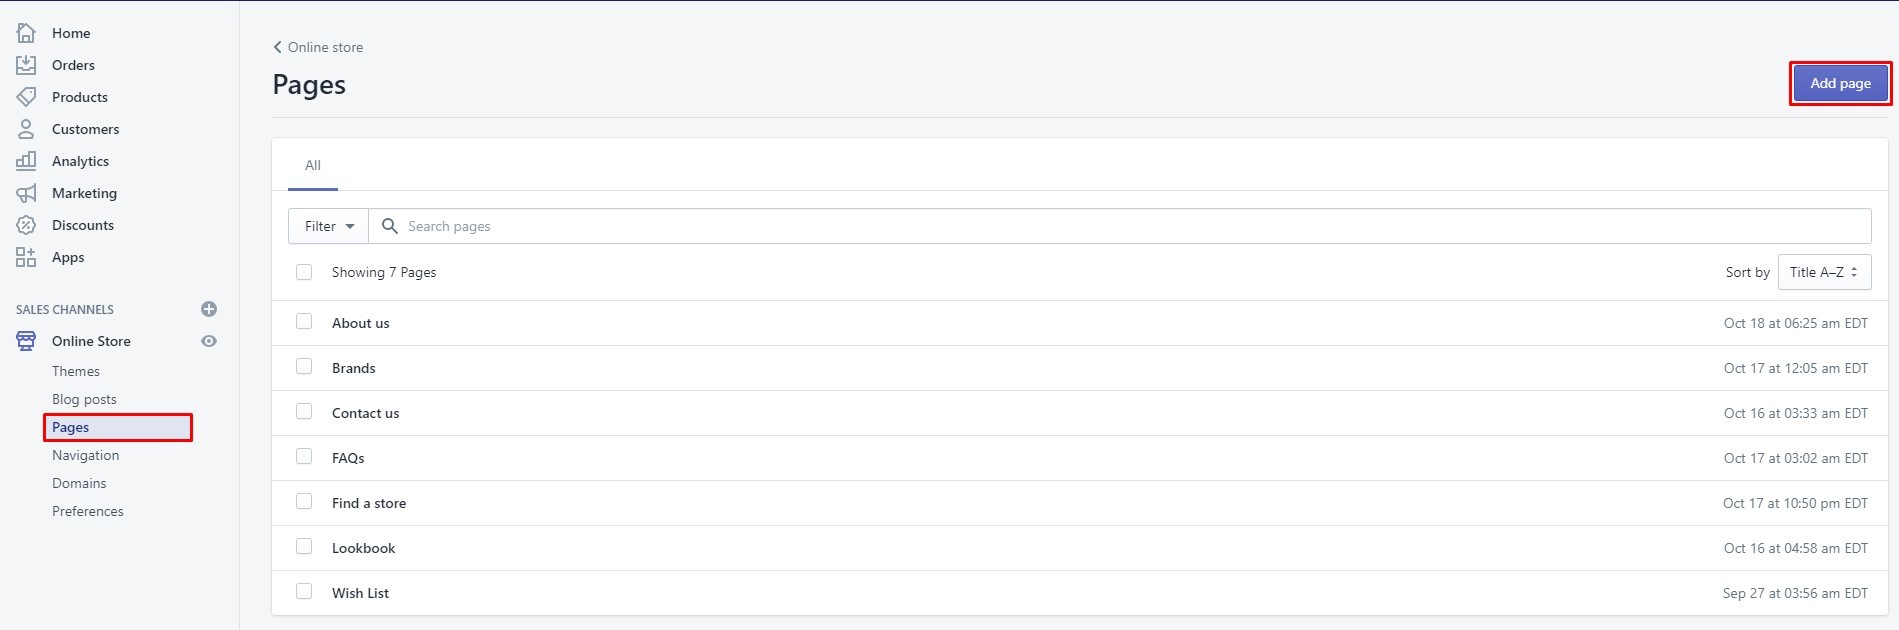 Home
Orders
Products
Customers
Analytics
Marketing
Discounts
Apps
SALES CHANNELS
Online Store
Themes
Blog posts
Pages
Navigation
Domains
Preferences
Online store
Pages
Add page
All
Filter Search pages
Showing 7 Pages Sort by Title A–Z
About us Oct 18 at 06:25 am EDT
Brands Oct 17 at 12:05 am EDT
Contact us Oct 16 at 03:33 am EDT
FAQs Oct 17 at 03:02 am EDT
Find a store Oct 17 at 10:50 pm EDT
Lookbook Oct 16 at 04:58 am EDT
Wish List Sep 27 at 03:56 am EDT